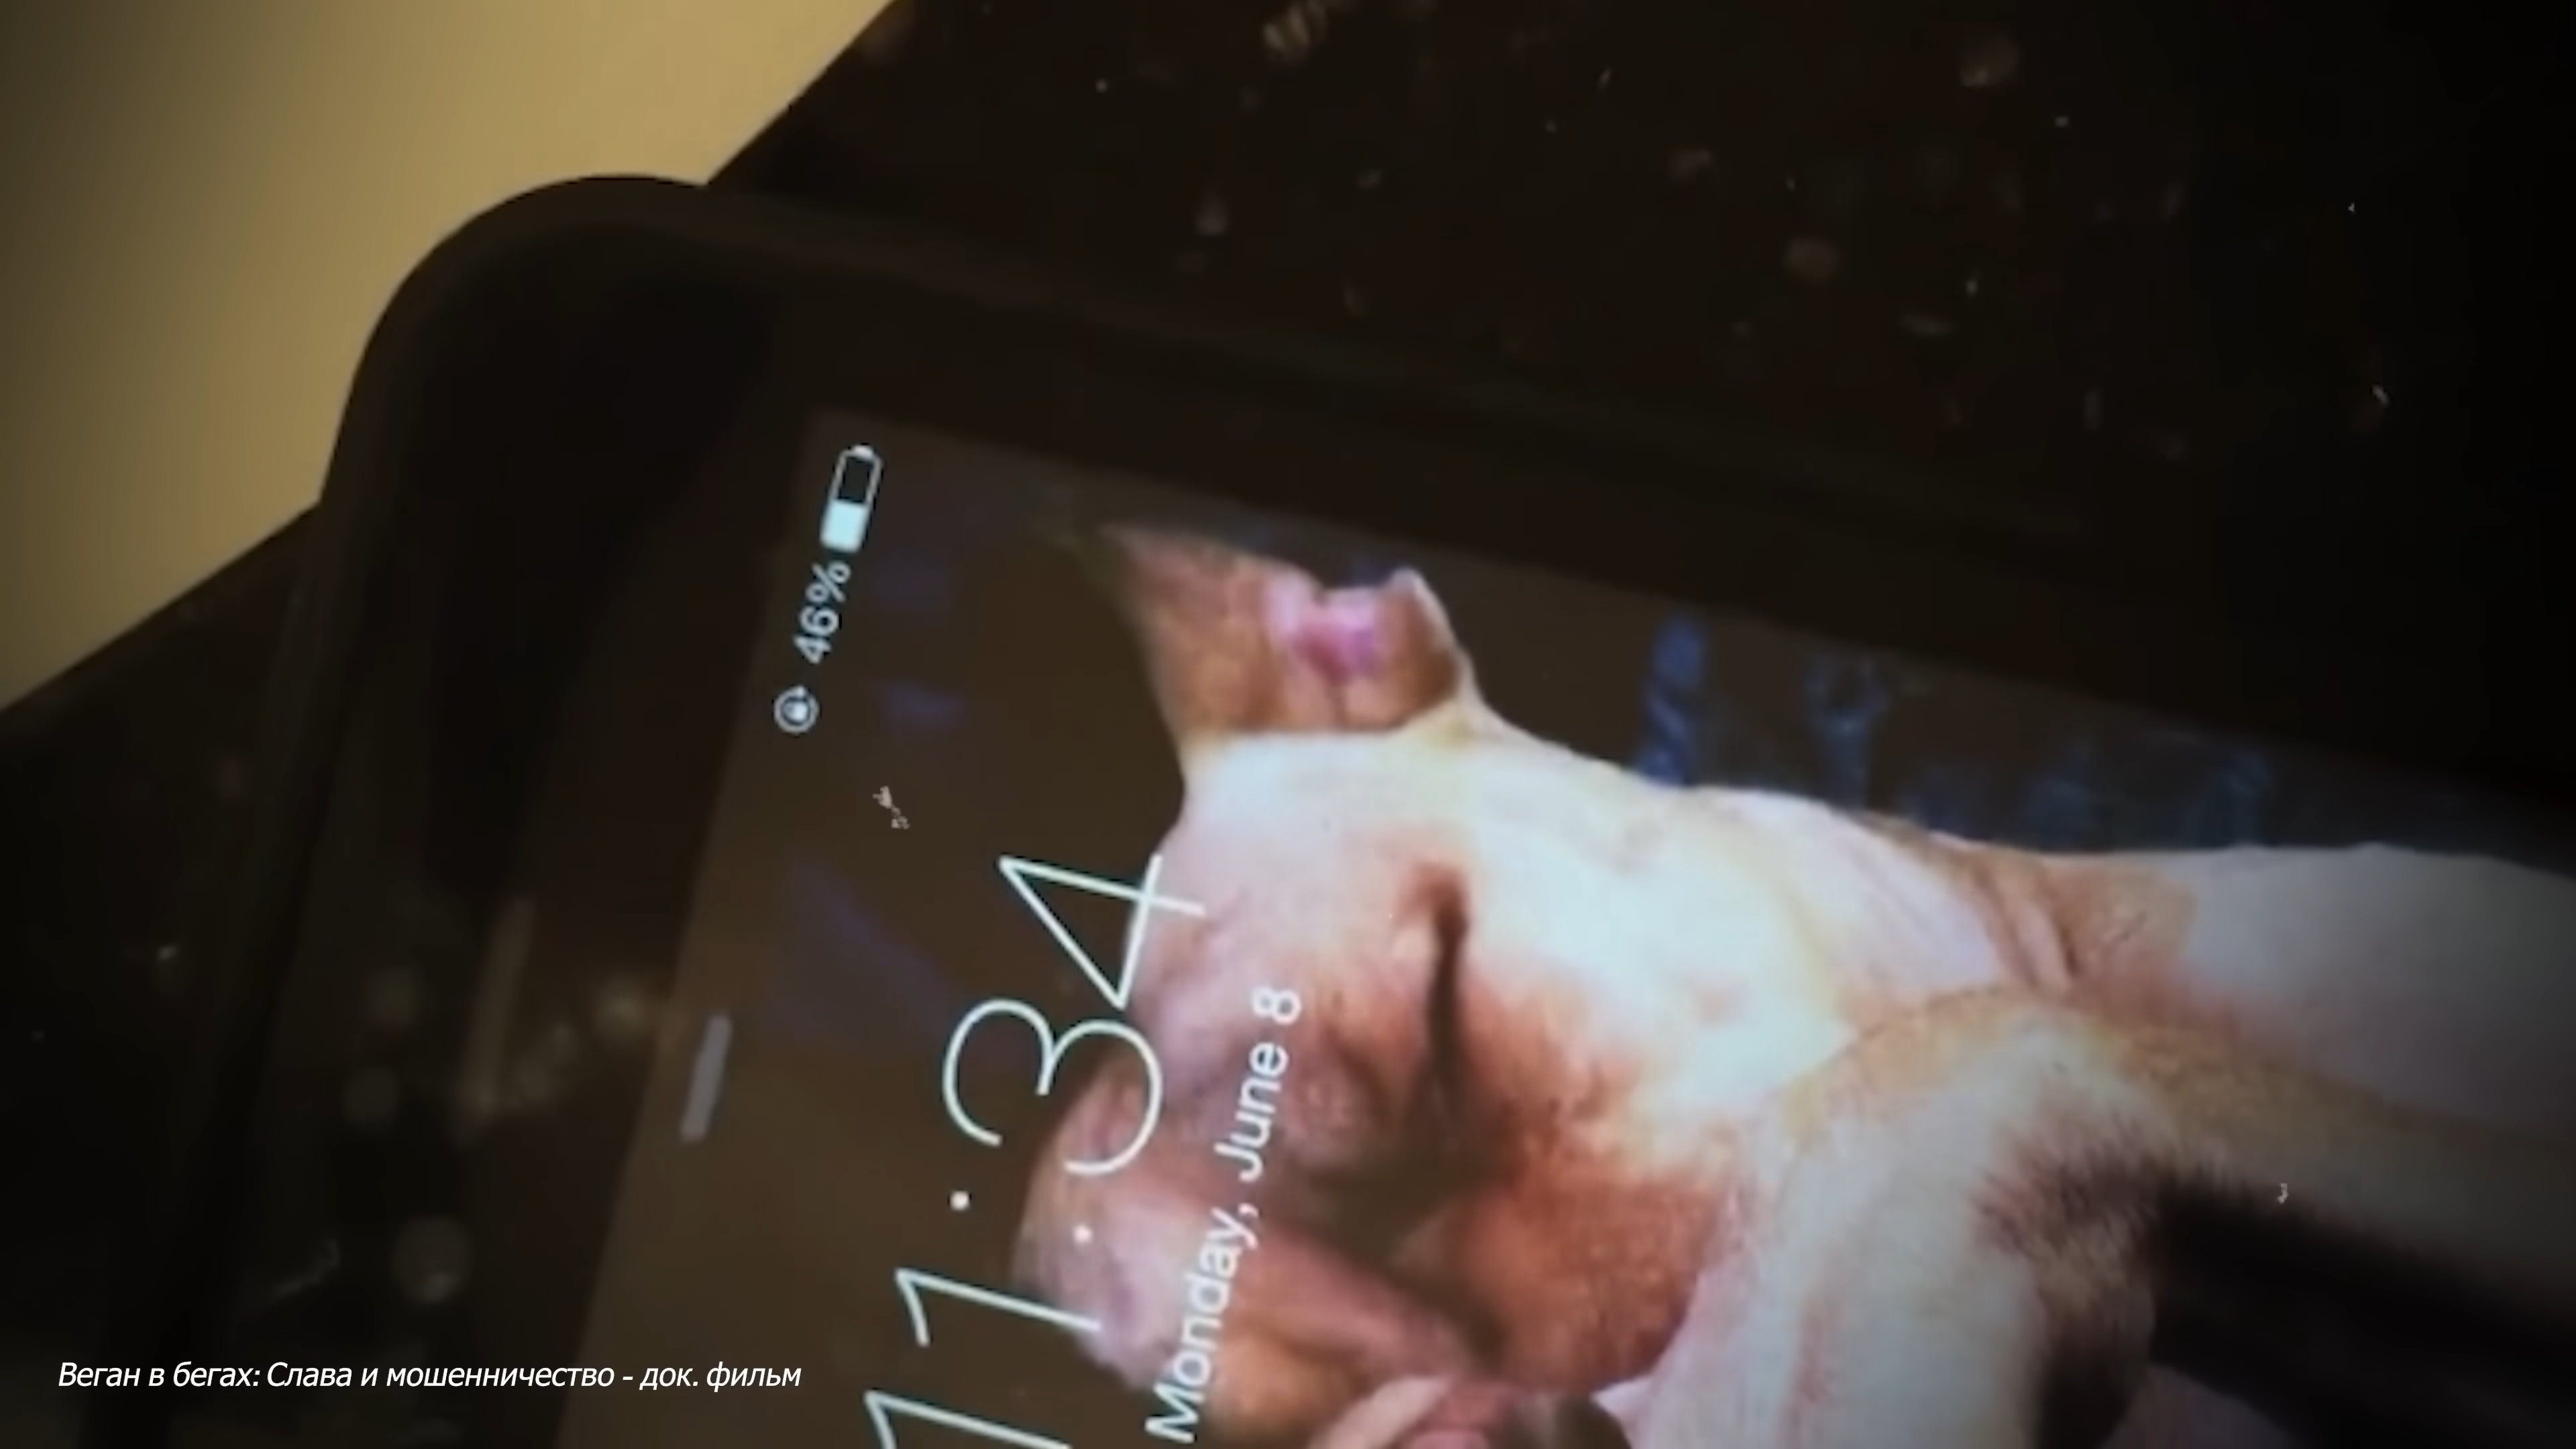 46%
11:34
Monday, June 8
Веган в бегах: Слава и мошенничество - док. фильм